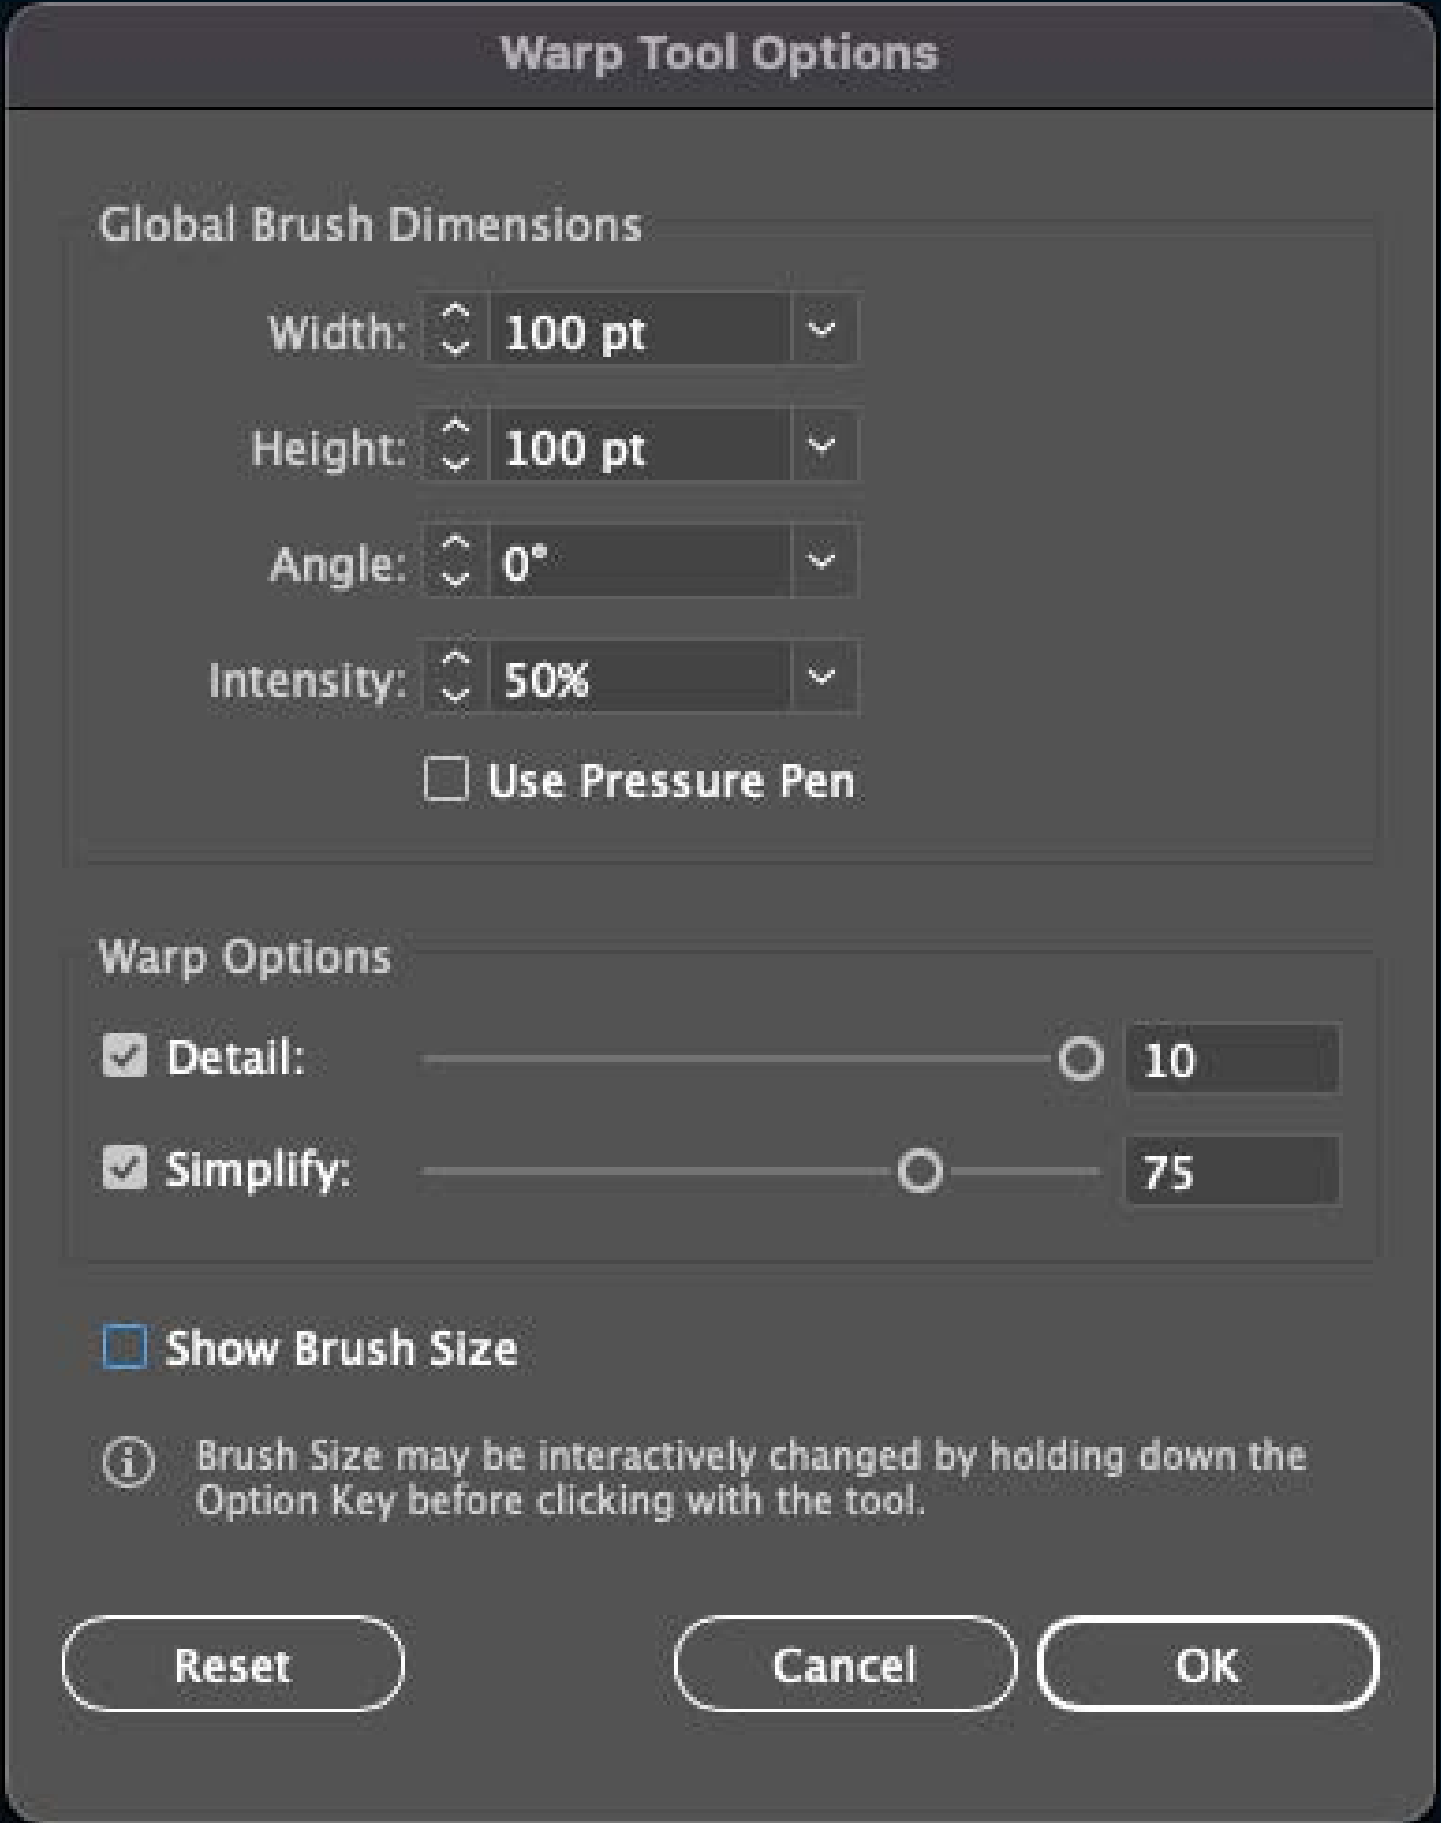 Warp Tool Options
Global Brush Dimensions
Width: 100 pt
Height: 100 pt
Angle: 0°
Intensity: 50%
Use Pressure Pen
Warp Options
Detail: 10
Simplify: 75
Show Brush Size
Brush Size may be interactively changed by holding down the
Option Key before clicking with the tool.
Reset Cancel OK